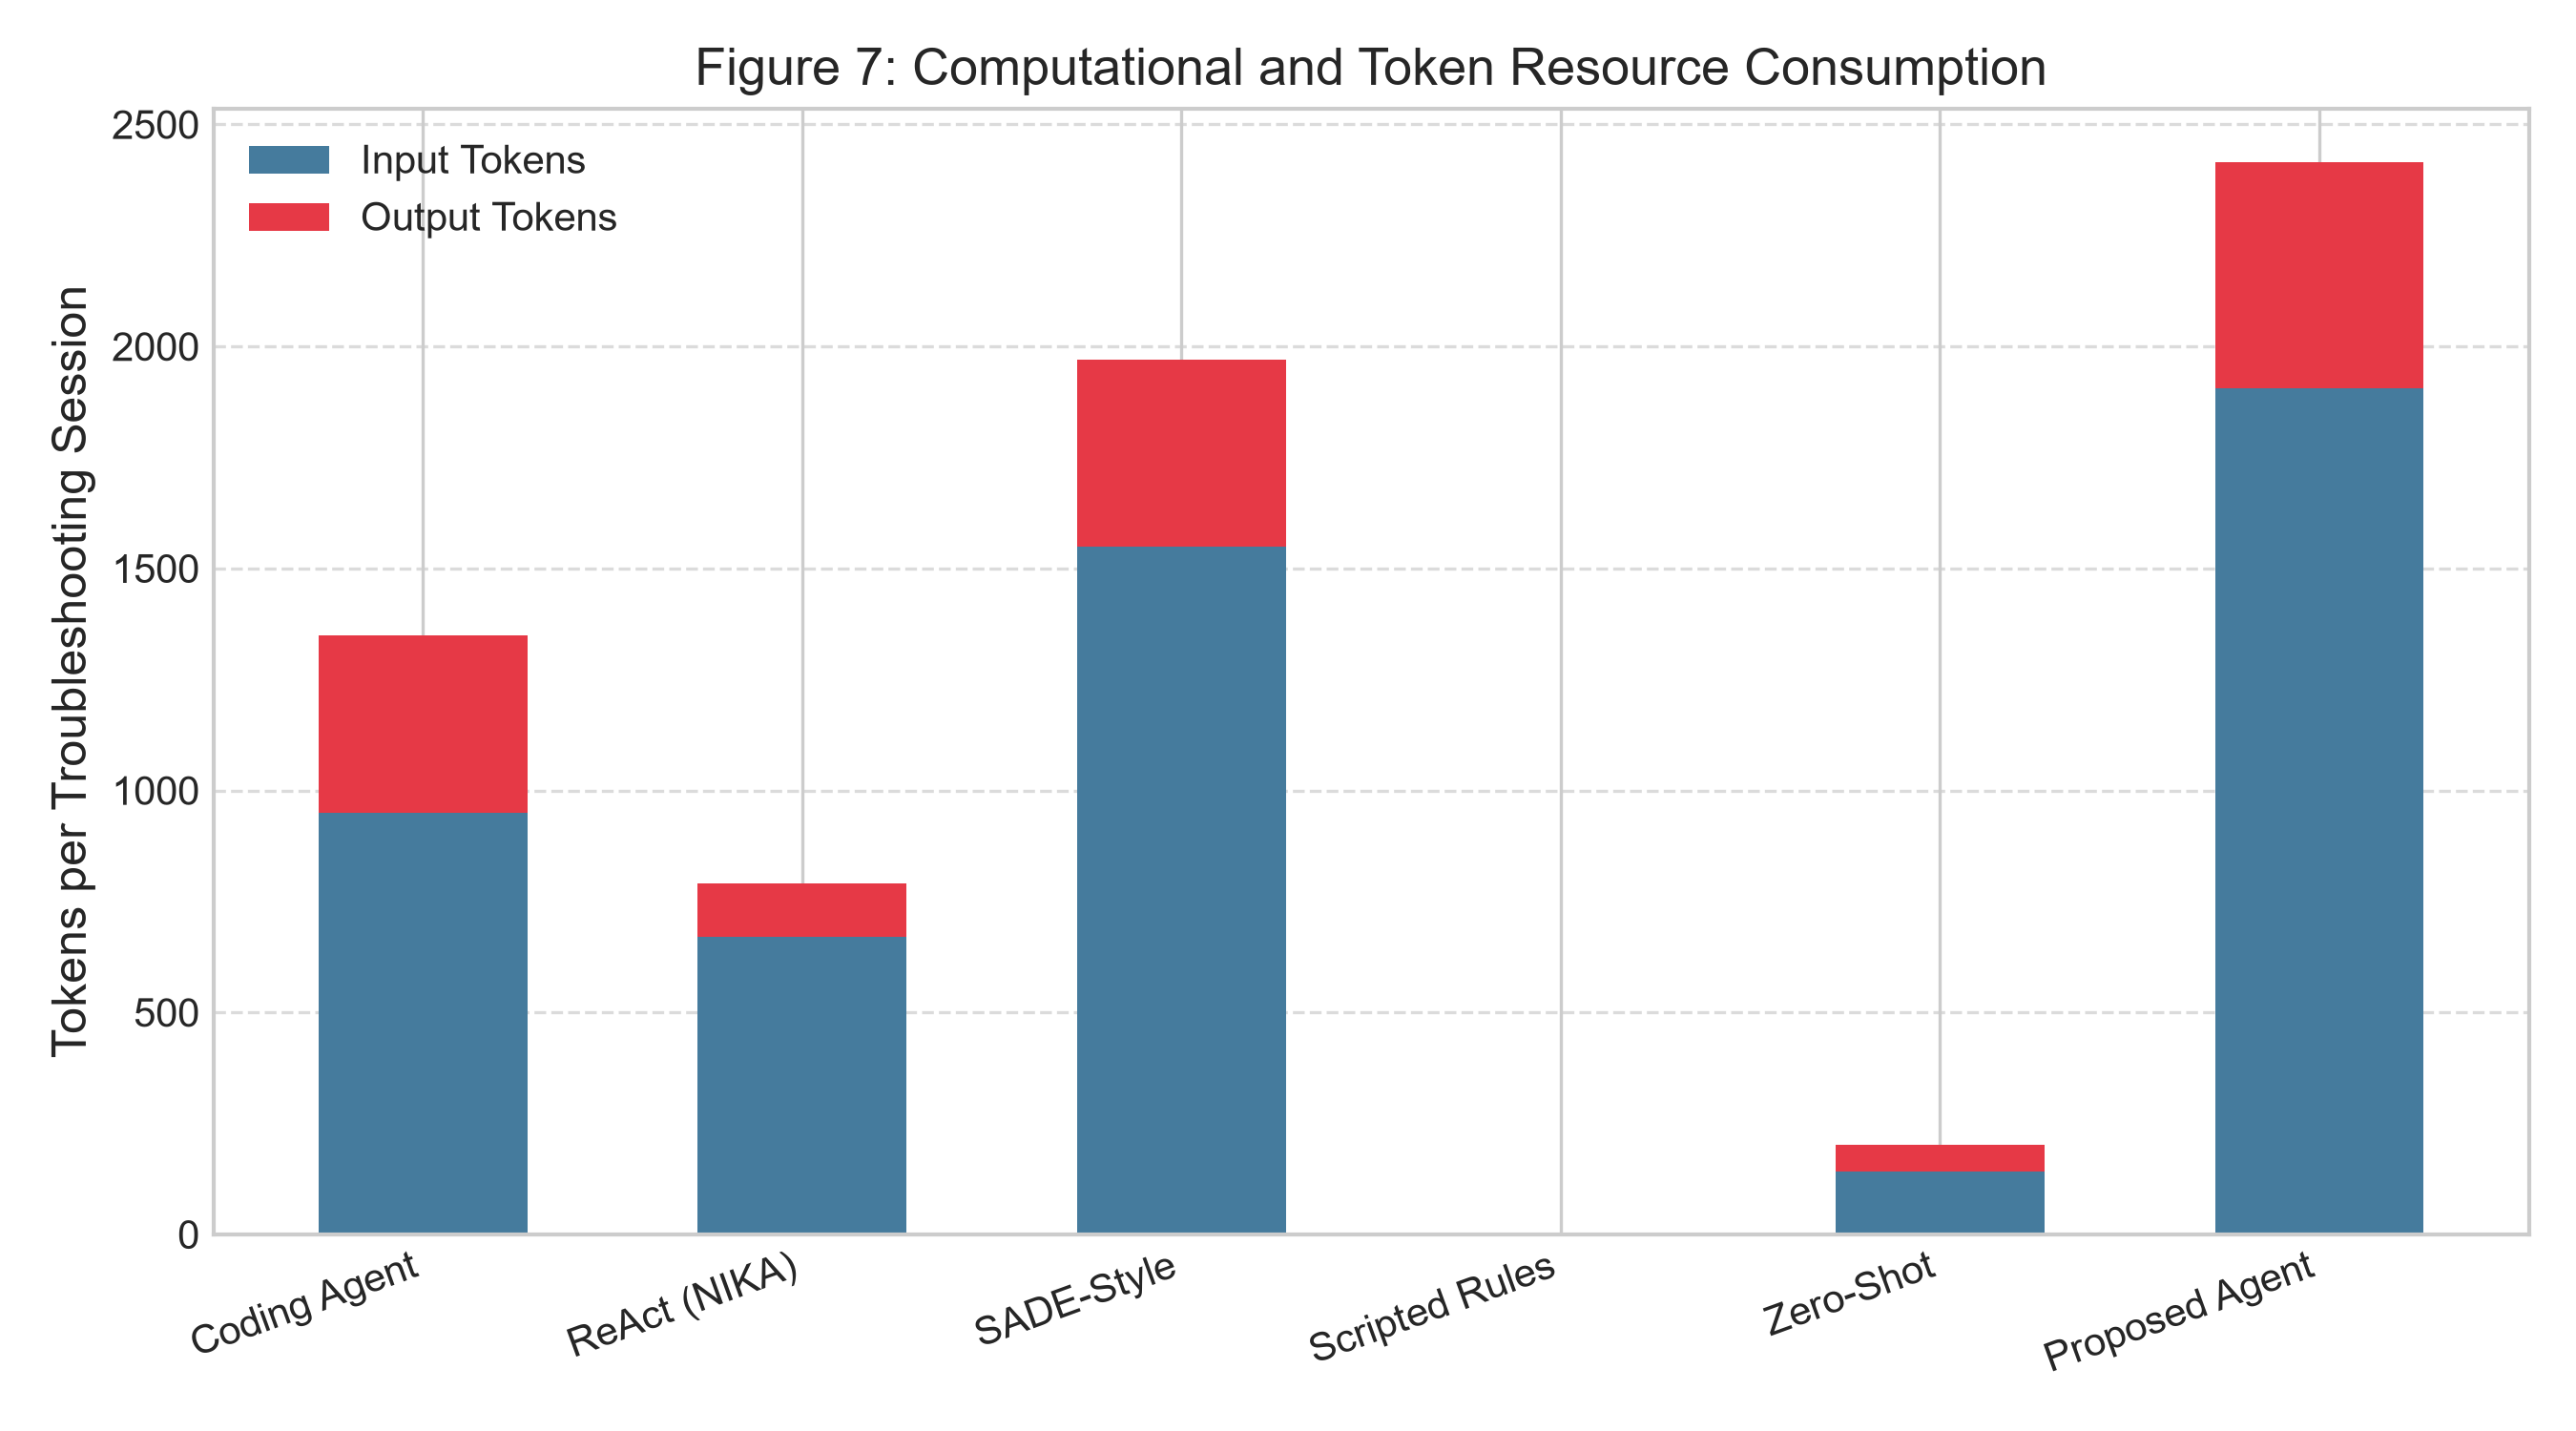 Figure 7: Computational and Token Resource Consumption
Tokens per Troubleshooting Session
2500
2000
1500
1000
500
0
Input Tokens
Output Tokens
Coding Agent
ReAct (NIKA)
SADE-Style
Scripted Rules
Zero-Shot
Proposed Agent